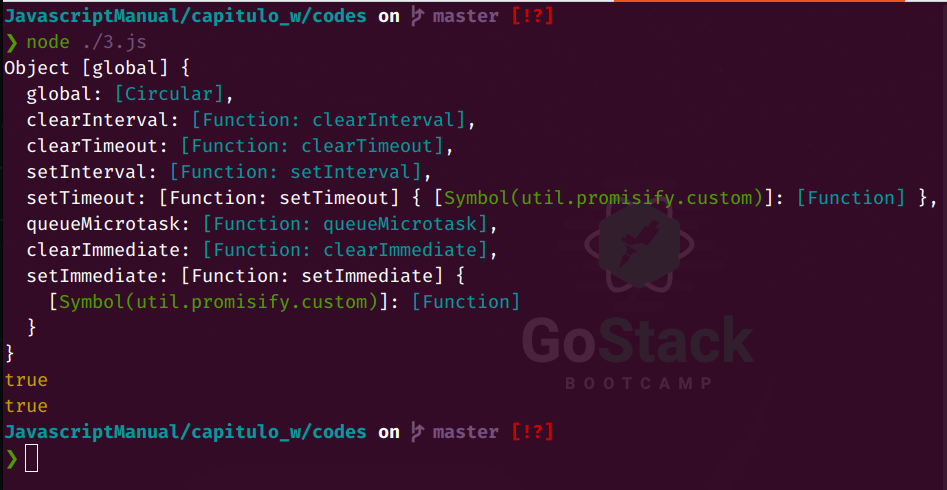 JavascriptManual/capitulo_w/codes on master [!?]
❯ node ./3.js
Object [global] {
  global: [Circular],
  clearInterval: [Function: clearInterval],
  clearTimeout: [Function: clearTimeout],
  setInterval: [Function: setInterval],
  setTimeout: [Function: setTimeout] { [Symbol(util.promisify.custom)]: [Function] },
  queueMicrotask: [Function: queueMicrotask],
  clearImmediate: [Function: clearImmediate],
  setImmediate: [Function: setImmediate] {
    [Symbol(util.promisify.custom)]: [Function]
  }
}
true
true
JavascriptManual/capitulo_w/codes on master [!?]
❯
GoStack
BOOTCAMP